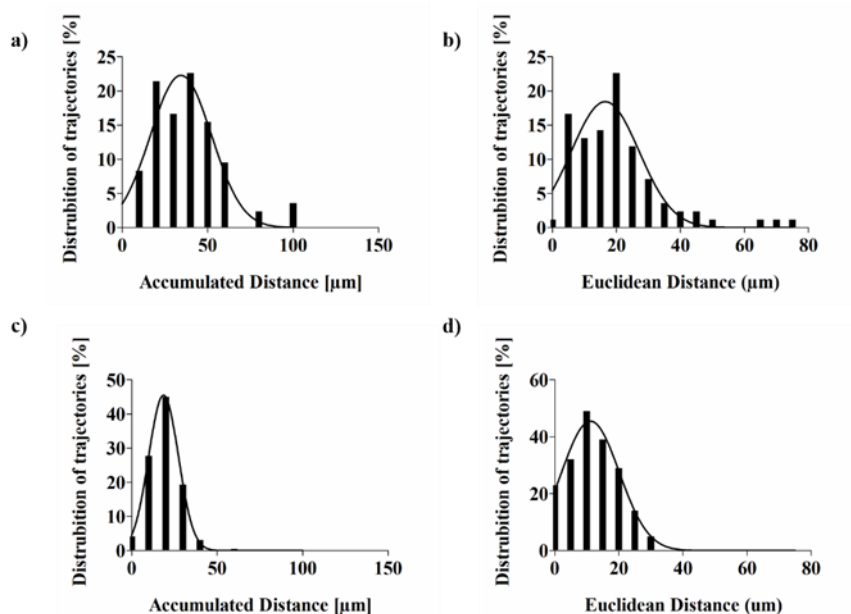 a)
Distrubition of trajectories [%]
25
20
15
10
5
0
0 50 100 150
Accumulated Distance [µm]
b)
Distrubition of trajectories [%]
25
20
15
10
5
0
0 20 40 60 80
Euclidean Distance (µm)
c)
Distrubition of trajectories [%]
50
40
30
20
10
0
0 50 100 150
Accumulated Distance [µm]
d)
Distrubition of trajectories [%]
60
40
20
0
0 20 40 60 80
Euclidean Distance (um)